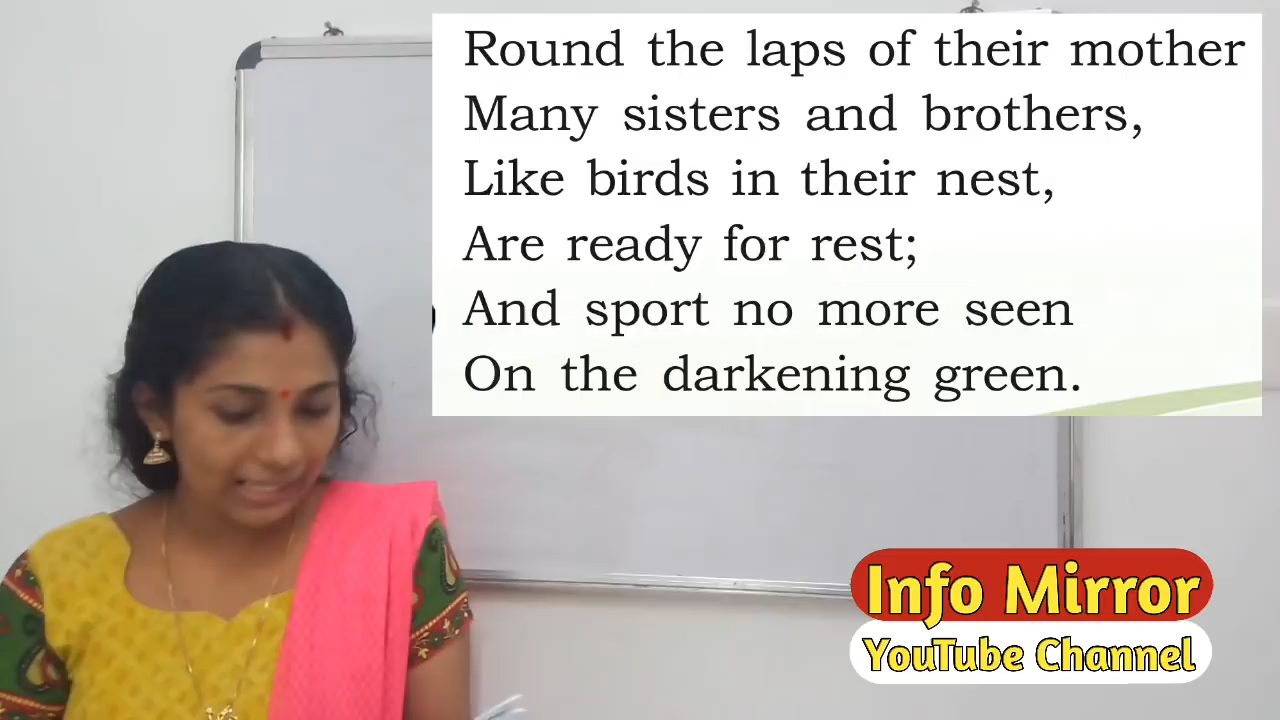 Round the laps of their mother
Many sisters and brothers,
Like birds in their nest,
Are ready for rest;
And sport no more seen
On the darkening green.
Info Mirror
YouTube Channel